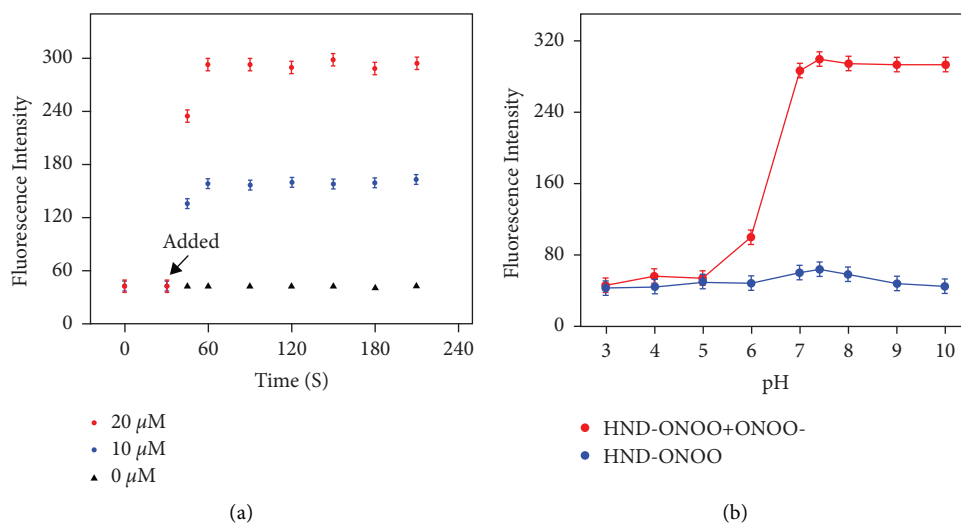 Fluorescence Intensity
300
240
180
120
60
0
Added
0 60 120 180 240
Time (S)
20 μM
10 μM
0 μM
(a)
Fluorescence Intensity
320
240
160
80
0
3 4 5 6 7 8 9 10
pH
HND-ONOO+ONOO-
HND-ONOO
(b)